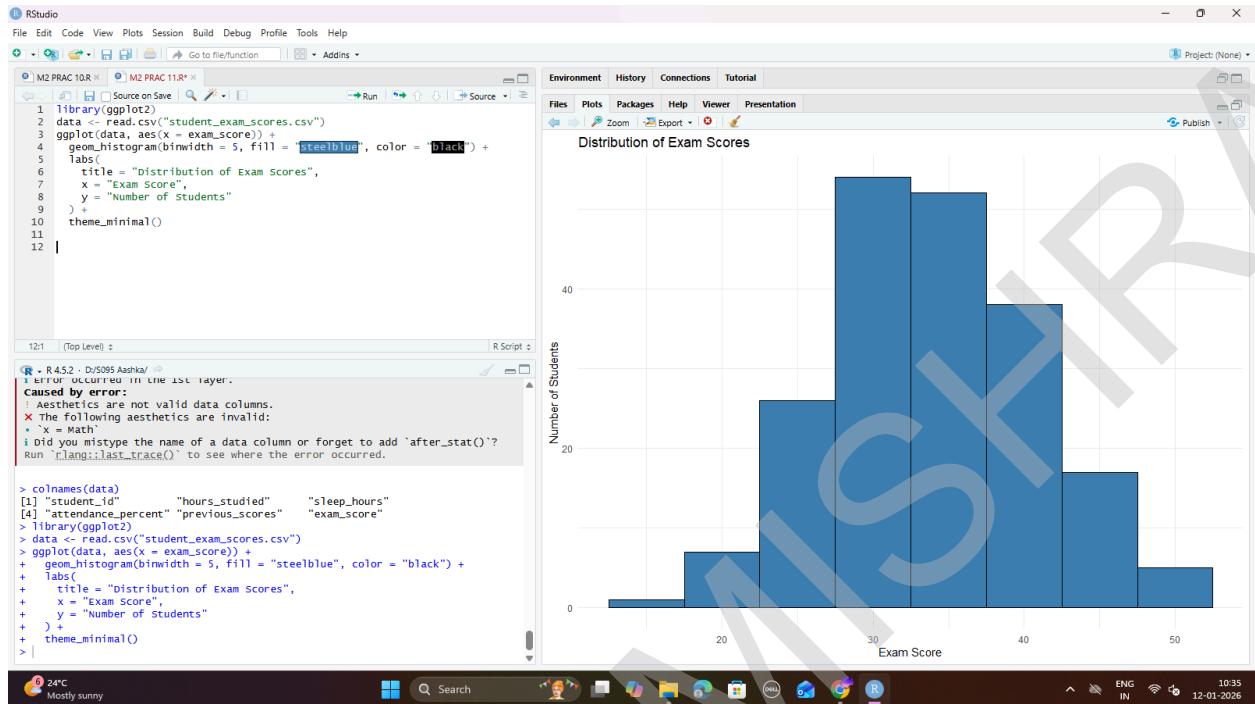 RStudio
File Edit Code View Plots Session Build Debug Profile Tools Help
Go to file/function Addins Project: (None)
M2 PRAC 10.R M2 PRAC 11.R*
Source on Save Run Source
1 library(ggplot2)
2 data <- read.csv("student_exam_scores.csv")
3 ggplot(data, aes(x = exam_score)) +
4 geom_histogram(binwidth = 5, fill = "steelblue", color = "black") +
5 labs(
6 title = "Distribution of Exam Scores",
7 x = "Exam Score",
8 y = "Number of Students"
9 ) +
10 theme_minimal()
11
12
12:1 (Top Level) R Script
R 4.5.2 · D:/S095 Aashka/
i Error occurred in the 1st layer.
Caused by error:
! Aesthetics are not valid data columns.
✖ The following aesthetics are invalid:
• `x = Math`
i Did you mistype the name of a data column or forget to add `after_stat()`?
Run `rlang::last_trace()` to see where the error occurred.
> colnames(data)
[1] "student_id" "hours_studied" "sleep_hours"
[4] "attendance_percent" "previous_scores" "exam_score"
> library(ggplot2)
> data <- read.csv("student_exam_scores.csv")
> ggplot(data, aes(x = exam_score)) +
+ geom_histogram(binwidth = 5, fill = "steelblue", color = "black") +
+ labs(
+ title = "Distribution of Exam Scores",
+ x = "Exam Score",
+ y = "Number of Students"
+ ) +
+ theme_minimal()
>
Environment History Connections Tutorial
Files Plots Packages Help Viewer Presentation
Zoom Export Publish
Distribution of Exam Scores
Number of Students
40
20
0
20 30 40 50
Exam Score
MISHRA
6 24°C
Mostly sunny
Search
DELL
ENG
IN
10:35
12-01-2026